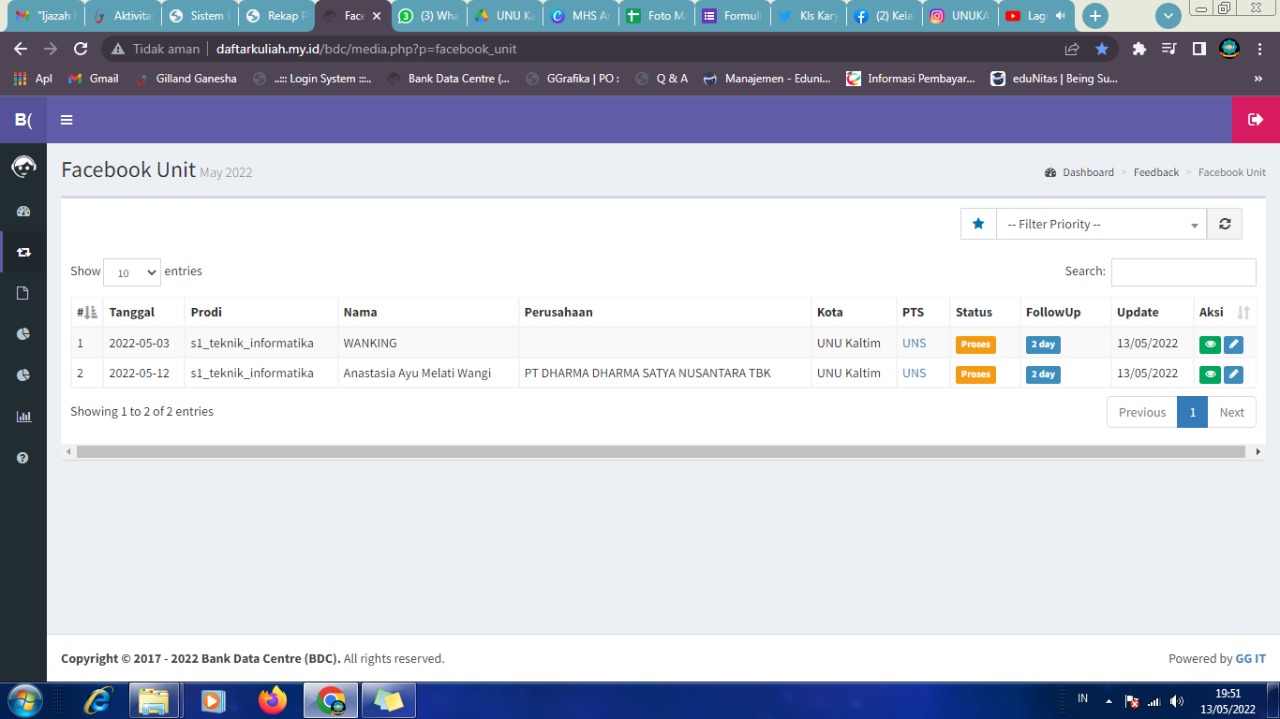 "Ijazah
Aktivita
Sistem
Rekap P
Face
(3) Wha
UNU Ka
MHS Ar
Foto M
Formuli
Kls Kary
(2) Kela
UNUKA
Lag
Tidak aman | daftarkuliah.my.id/bdc/media.php?p=facebook_unit
Apl Gmail Gilland Ganesha ..::: Login System :::.. Bank Data Centre (... GGrafika | PO : Q & A Manajemen - Eduni... Informasi Pembayar... eduNitas | Being Su... »
B(
Facebook Unit May 2022
Dashboard > Feedback > Facebook Unit
-- Filter Priority --
Show 10 entries
Search:
# Tanggal Prodi Nama Perusahaan Kota PTS Status FollowUp Update Aksi
1 2022-05-03 s1_teknik_informatika WANKING UNU Kaltim UNS Proses 2 day 13/05/2022
2 2022-05-12 s1_teknik_informatika Anastasia Ayu Melati Wangi PT DHARMA DHARMA SATYA NUSANTARA TBK UNU Kaltim UNS Proses 2 day 13/05/2022
Showing 1 to 2 of 2 entries
Previous 1 Next
Copyright © 2017 - 2022 Bank Data Centre (BDC). All rights reserved.
Powered by GG IT
IN
19:51
13/05/2022